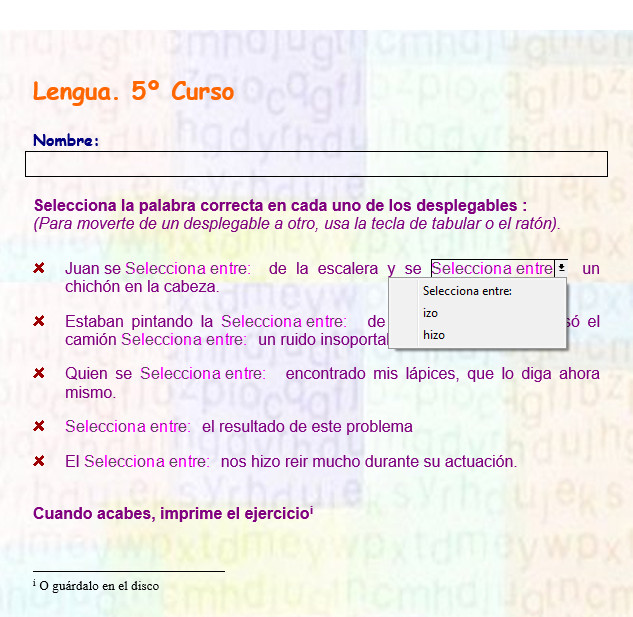 Lengua. 5º Curso
Nombre:
Selecciona la palabra correcta en cada uno de los desplegables :
(Para moverte de un desplegable a otro, usa la tecla de tabular o el ratón).
Juan se Selecciona entre: de la escalera y se Selecciona entre un
chichón en la cabeza.
Selecciona entre:
izo
hizo
Estaban pintando la Selecciona entre: de só el
camión Selecciona entre: un ruido insoportal
Quien se Selecciona entre: encontrado mis lápices, que lo diga ahora
mismo.
Selecciona entre: el resultado de este problema
El Selecciona entre: nos hizo reir mucho durante su actuación.
Cuando acabes, imprime el ejercicioⁱ
ⁱ O guárdalo en el disco